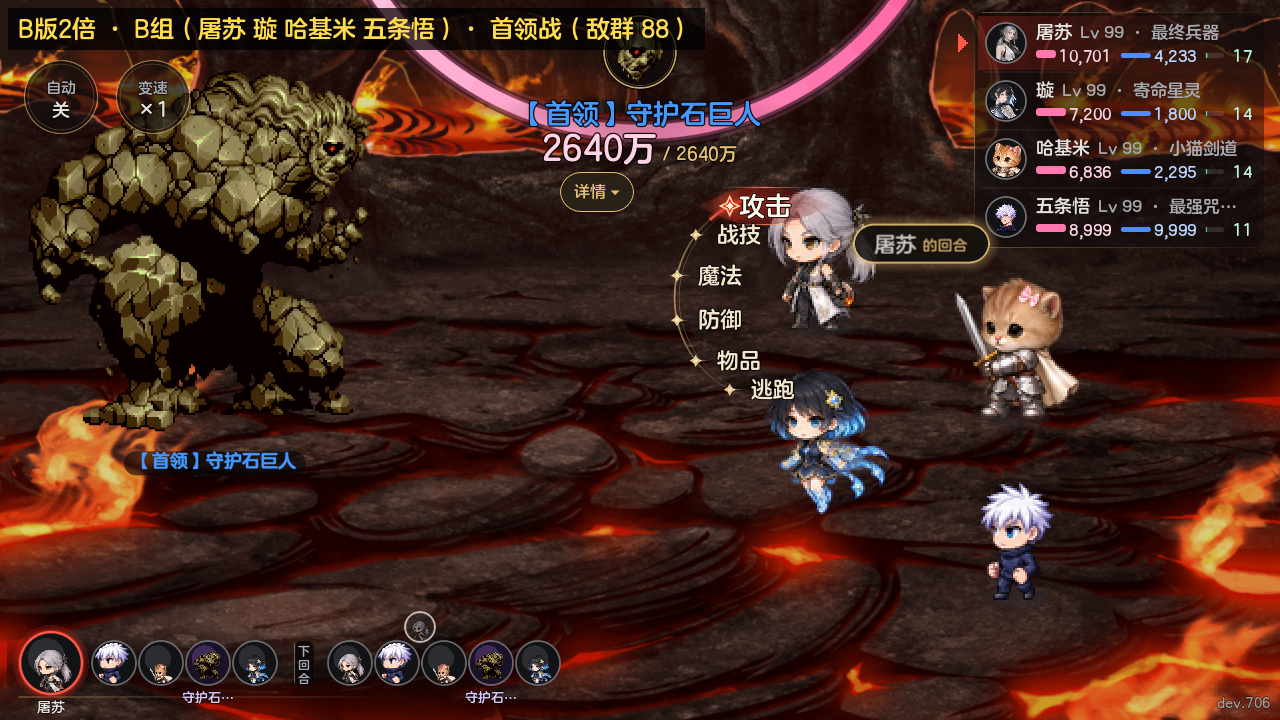 B版2倍 · B组（屠苏 璇 哈基米 五条悟）· 首领战（敌群 88）
自动
关
变速
×1
【首领】守护石巨人
2640万 / 2640万
详情
屠苏 Lv 99 · 最终兵器
10,701 4,233 17
璇 Lv 99 · 寄命星灵
7,200 1,800 14
哈基米 Lv 99 · 小猫剑道
6,836 2,295 14
五条悟 Lv 99 · 最强咒…
8,999 9,999 11
攻击
战技
魔法
防御
物品
逃跑
屠苏 的回合
【首领】守护石巨人
下回合
屠苏
守护石…
守护石…
dev.706